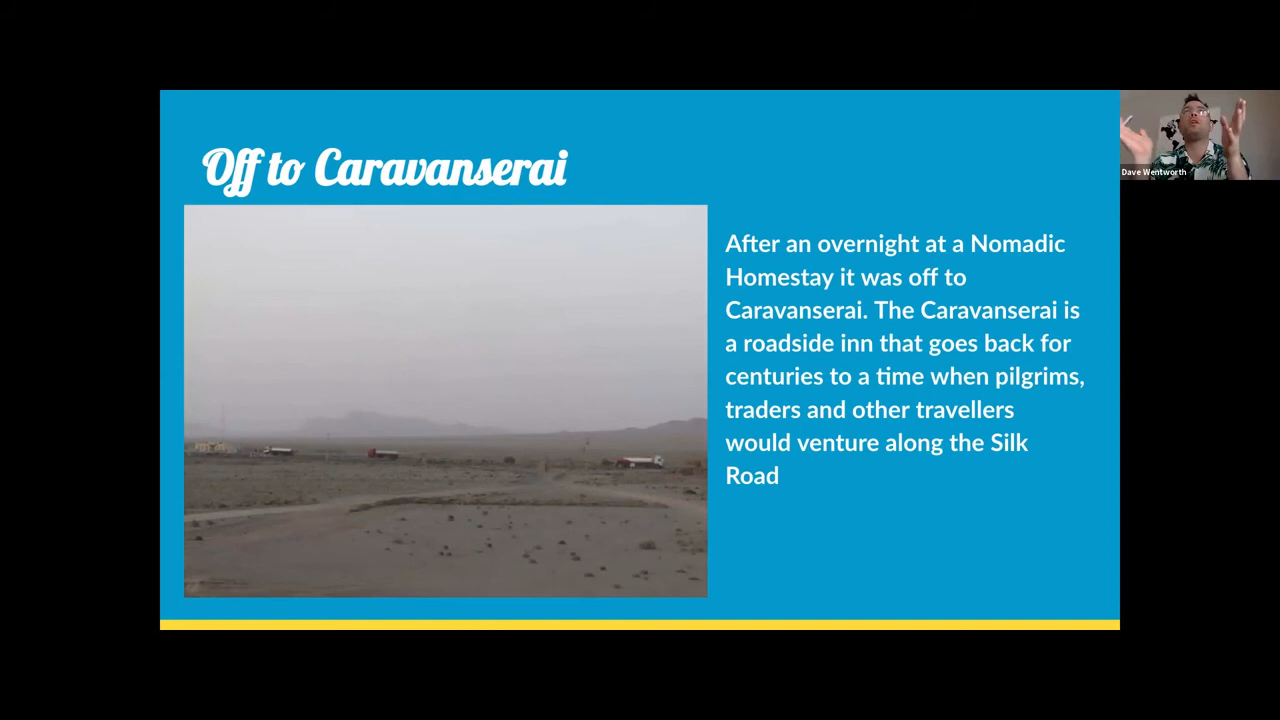 Off to Caravanserai
After an overnight at a Nomadic
Homestay it was off to
Caravanserai. The Caravanserai is
a roadside inn that goes back for
centuries to a time when pilgrims,
traders and other travellers
would venture along the Silk
Road
Dave Wentworth